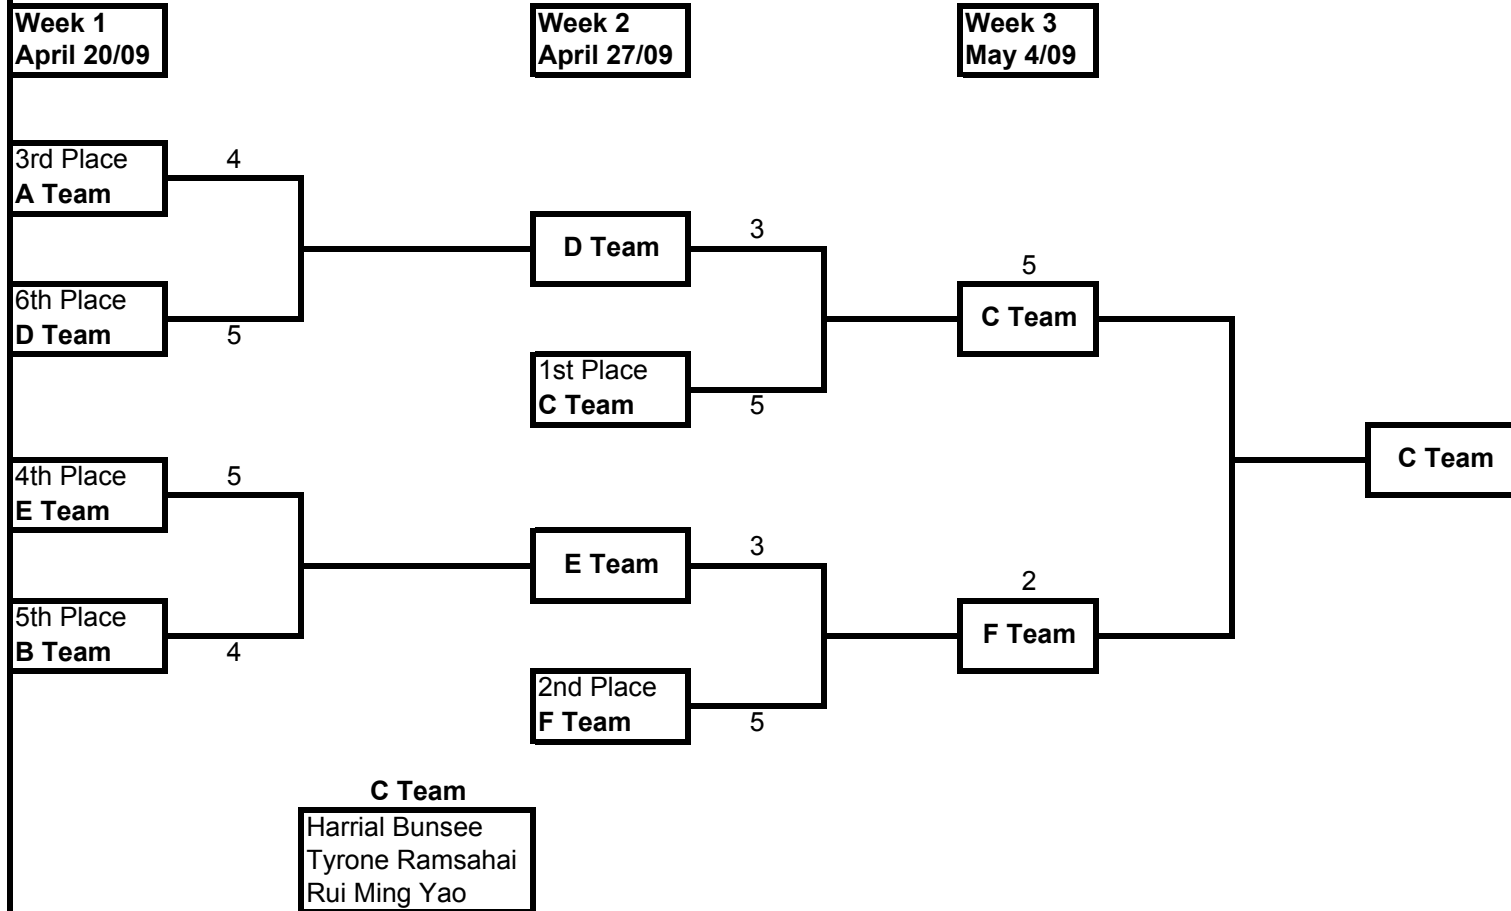 Week 1
April 20/09
Week 2
April 27/09
Week 3
May 4/09
3rd Place
A Team
4
6th Place
D Team
5
D Team
3
1st Place
C Team
5
5
C Team
C Team
4th Place
E Team
5
5th Place
B Team
4
E Team
3
2nd Place
F Team
5
2
F Team
C Team
Harrial Bunsee
Tyrone Ramsahai
Rui Ming Yao